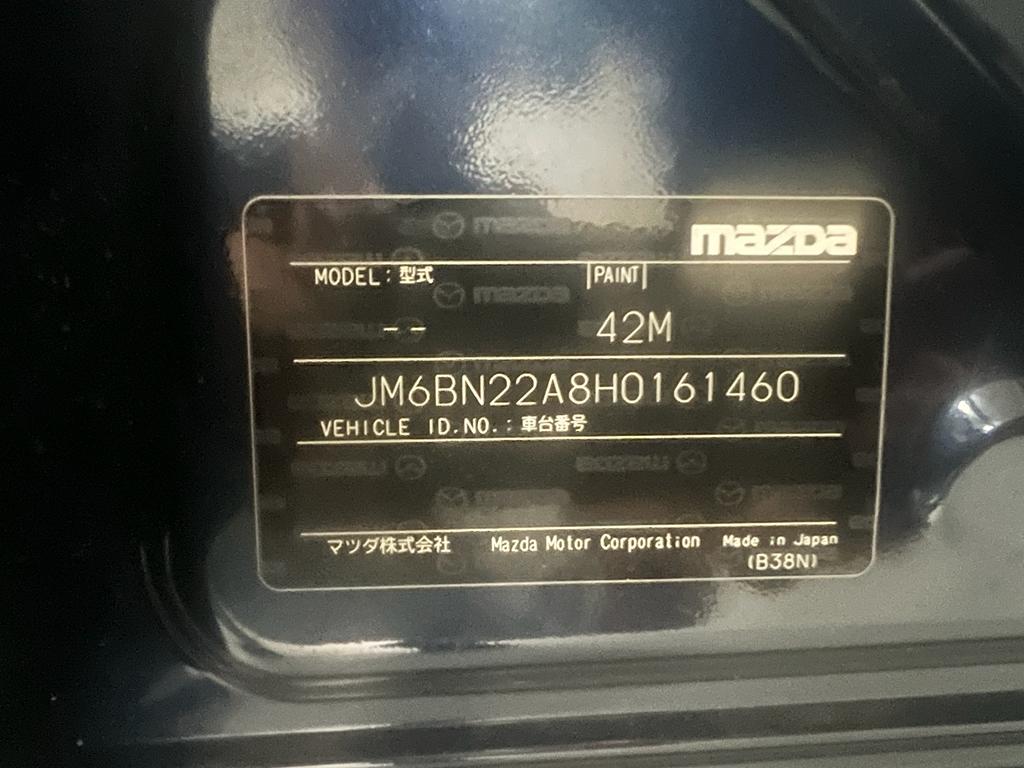 mazda
MODEL : 型式 PAINT
-- 42M
JM6BN22A8H0161460
VEHICLE ID.NO. : 車台番号
マツダ株式会社 Mazda Motor Corporation Made in Japan
(B38N)